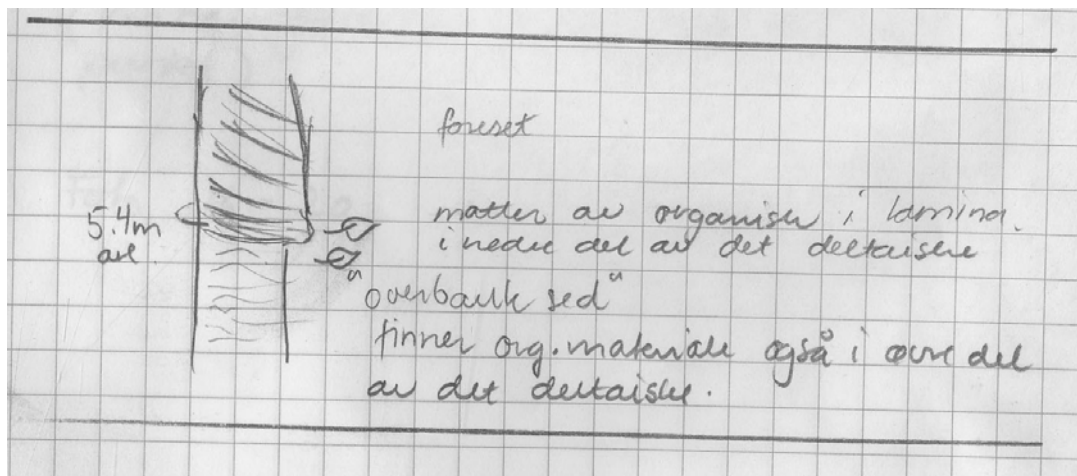 foreset
5.4m
avl.
matter av organisk i lamina.
i nedre del av det deltaiske
"overbank sed"
finner org. materiale også i øvre del
av det deltaiske.